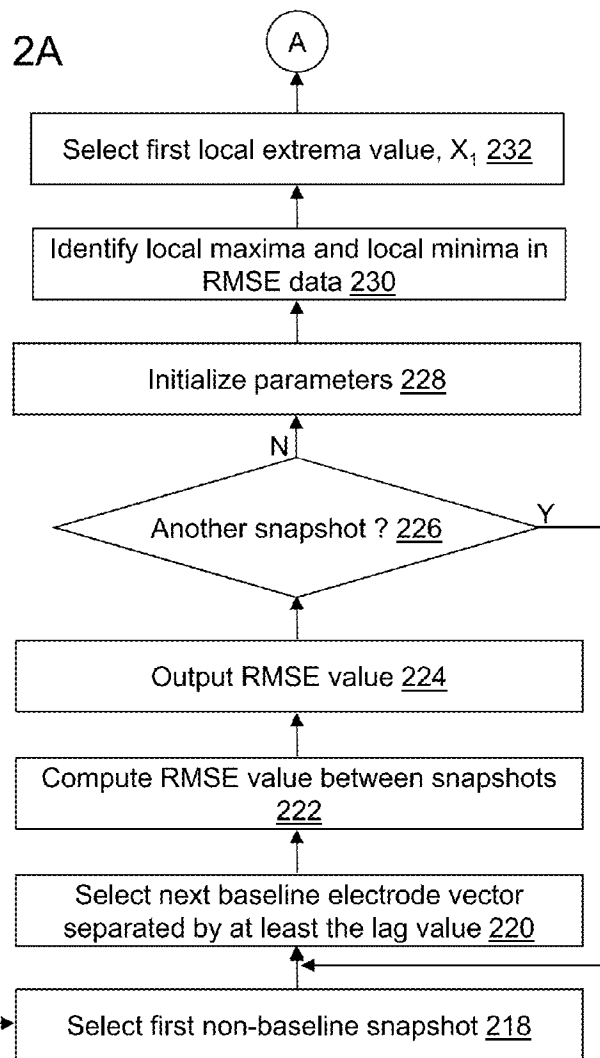 2A
A
Select first local extrema value, X₁ 232
Identify local maxima and local minima in
RMSE data 230
Initialize parameters 228
N
Another snapshot ? 226
Y
Output RMSE value 224
Compute RMSE value between snapshots
222
Select next baseline electrode vector
separated by at least the lag value 220
Select first non-baseline snapshot 218